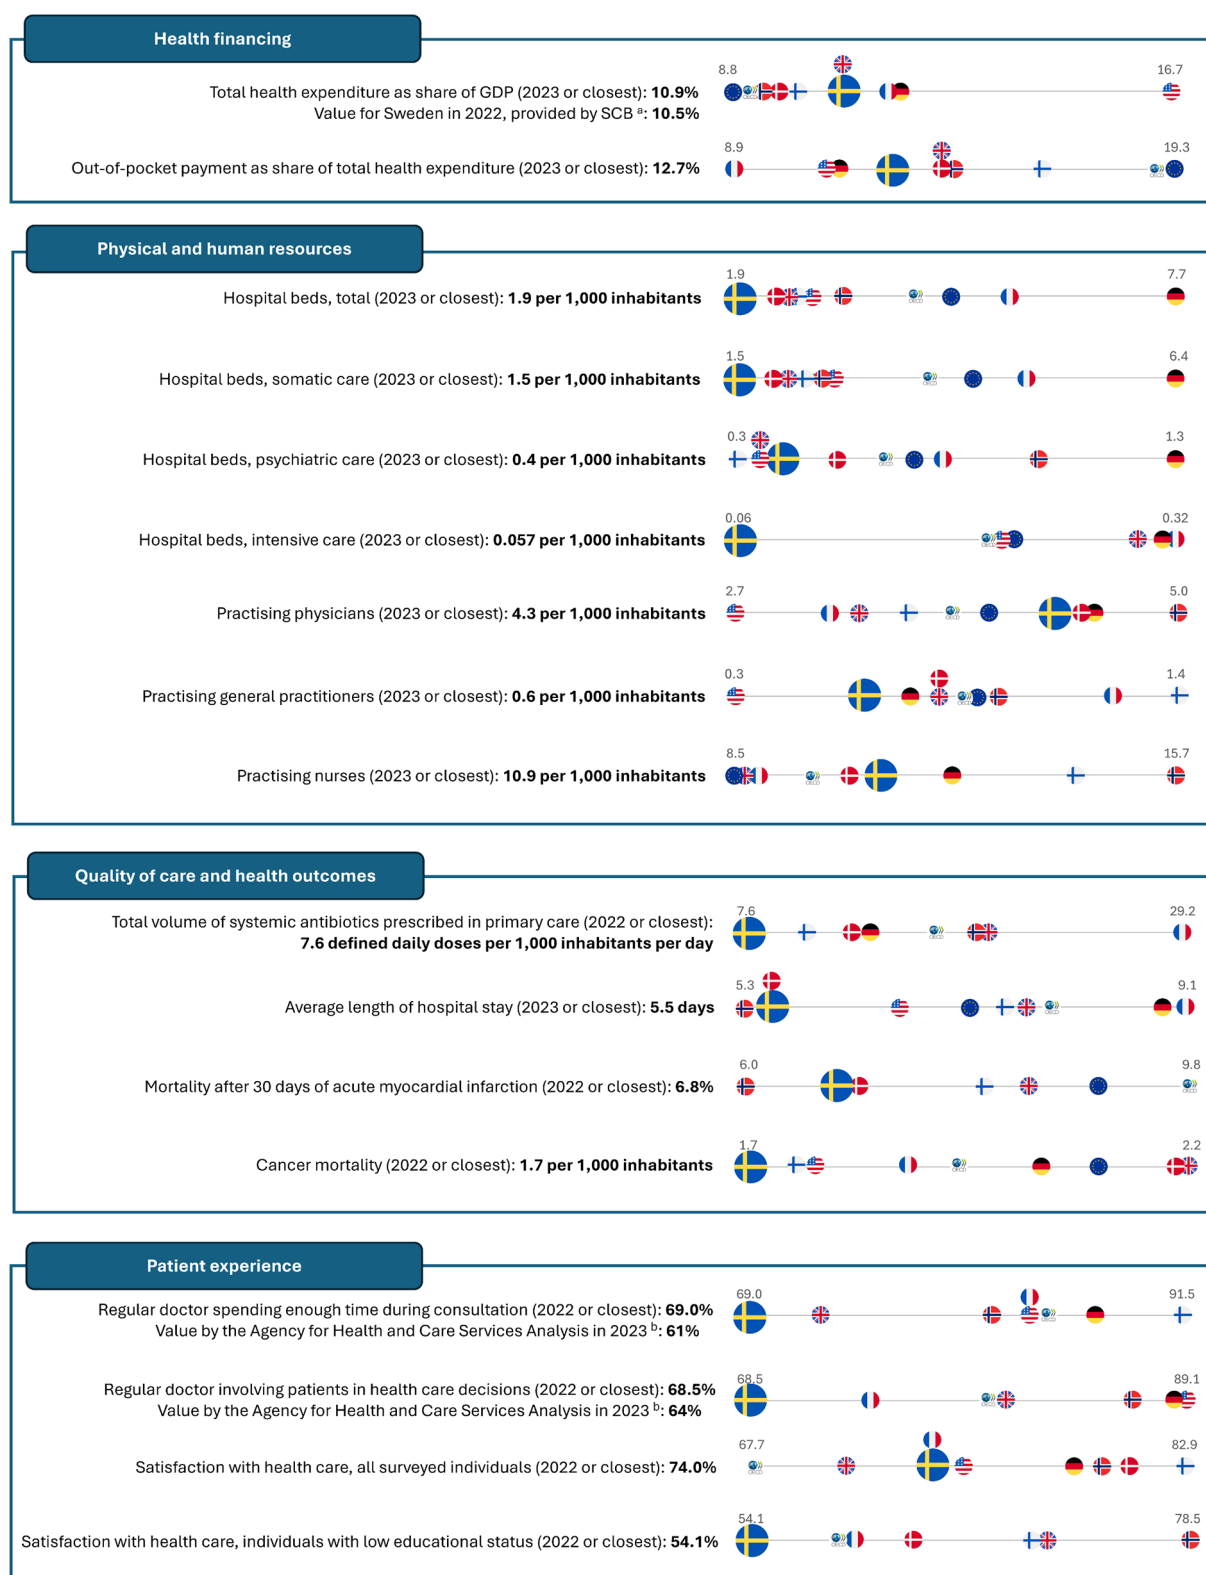 Health financing
8.8
16.7
Total health expenditure as share of GDP (2023 or closest): 10.9%
Value for Sweden in 2022, provided by SCB ᵃ: 10.5%
OECD
8.9
19.3
Out-of-pocket payment as share of total health expenditure (2023 or closest): 12.7%
OECD
Physical and human resources
1.9
7.7
Hospital beds, total (2023 or closest): 1.9 per 1,000 inhabitants
OECD
1.5
6.4
Hospital beds, somatic care (2023 or closest): 1.5 per 1,000 inhabitants
OECD
0.3
1.3
Hospital beds, psychiatric care (2023 or closest): 0.4 per 1,000 inhabitants
OECD
0.06
0.32
Hospital beds, intensive care (2023 or closest): 0.057 per 1,000 inhabitants
OECD
2.7
5.0
Practising physicians (2023 or closest): 4.3 per 1,000 inhabitants
OECD
0.3
1.4
Practising general practitioners (2023 or closest): 0.6 per 1,000 inhabitants
OECD
8.5
15.7
Practising nurses (2023 or closest): 10.9 per 1,000 inhabitants
OECD
Quality of care and health outcomes
7.6
29.2
Total volume of systemic antibiotics prescribed in primary care (2022 or closest):
7.6 defined daily doses per 1,000 inhabitants per day
OECD
5.3
9.1
Average length of hospital stay (2023 or closest): 5.5 days
OECD
6.0
9.8
Mortality after 30 days of acute myocardial infarction (2022 or closest): 6.8%
OECD
1.7
2.2
Cancer mortality (2022 or closest): 1.7 per 1,000 inhabitants
OECD
Patient experience
69.0
91.5
Regular doctor spending enough time during consultation (2022 or closest): 69.0%
Value by the Agency for Health and Care Services Analysis in 2023 ᵇ: 61%
OECD
68.5
89.1
Regular doctor involving patients in health care decisions (2022 or closest): 68.5%
Value by the Agency for Health and Care Services Analysis in 2023 ᵇ: 64%
OECD
67.7
82.9
Satisfaction with health care, all surveyed individuals (2022 or closest): 74.0%
OECD
54.1
78.5
Satisfaction with health care, individuals with low educational status (2022 or closest): 54.1%
OECD